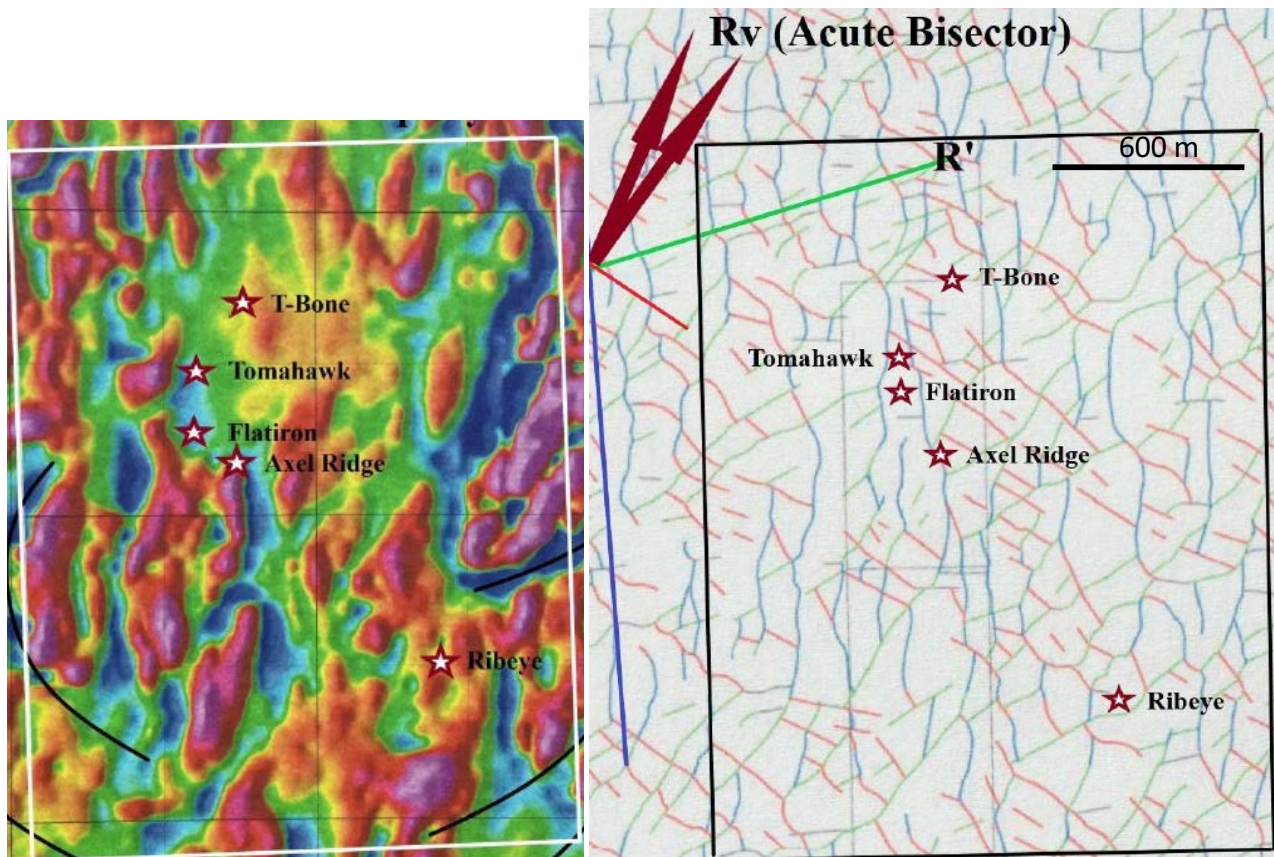 T-Bone
Tomahawk
Flatiron
Axel Ridge
Ribeye
Rv (Acute Bisector)
R'
600 m
T-Bone
Tomahawk
Flatiron
Axel Ridge
Ribeye